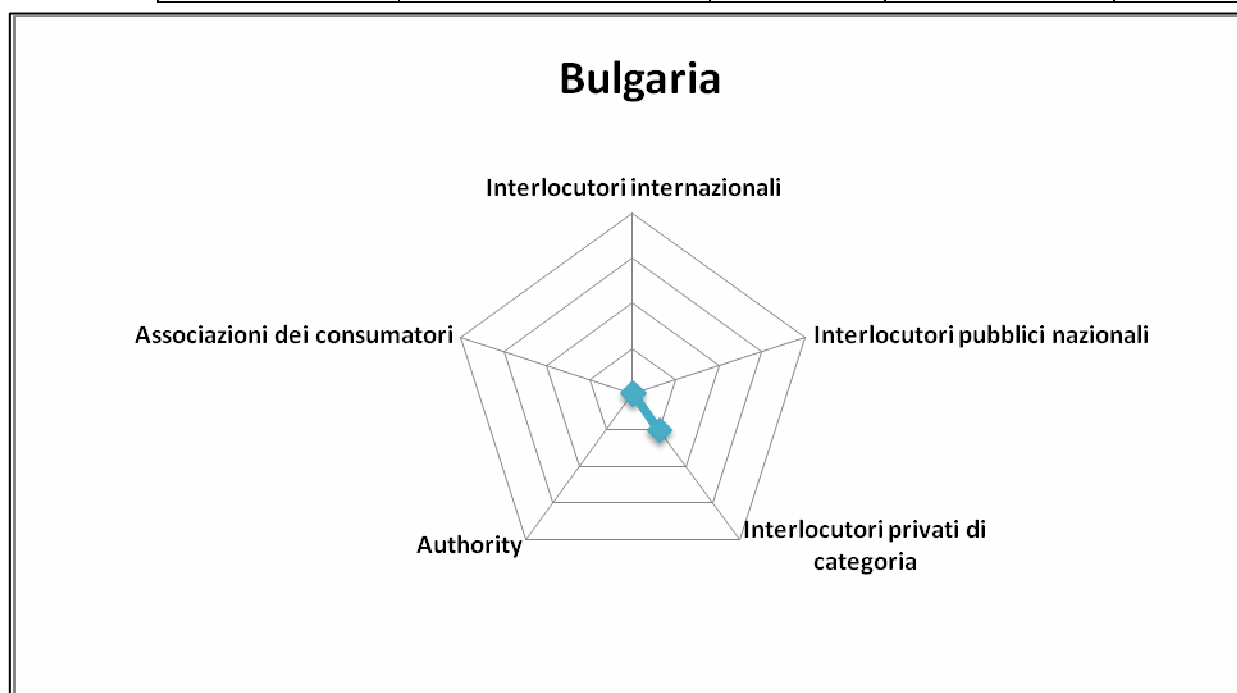 Bulgaria
Interlocutori internazionali
Associazioni dei consumatori
Interlocutori pubblici nazionali
Authority
Interlocutori privati di
categoria